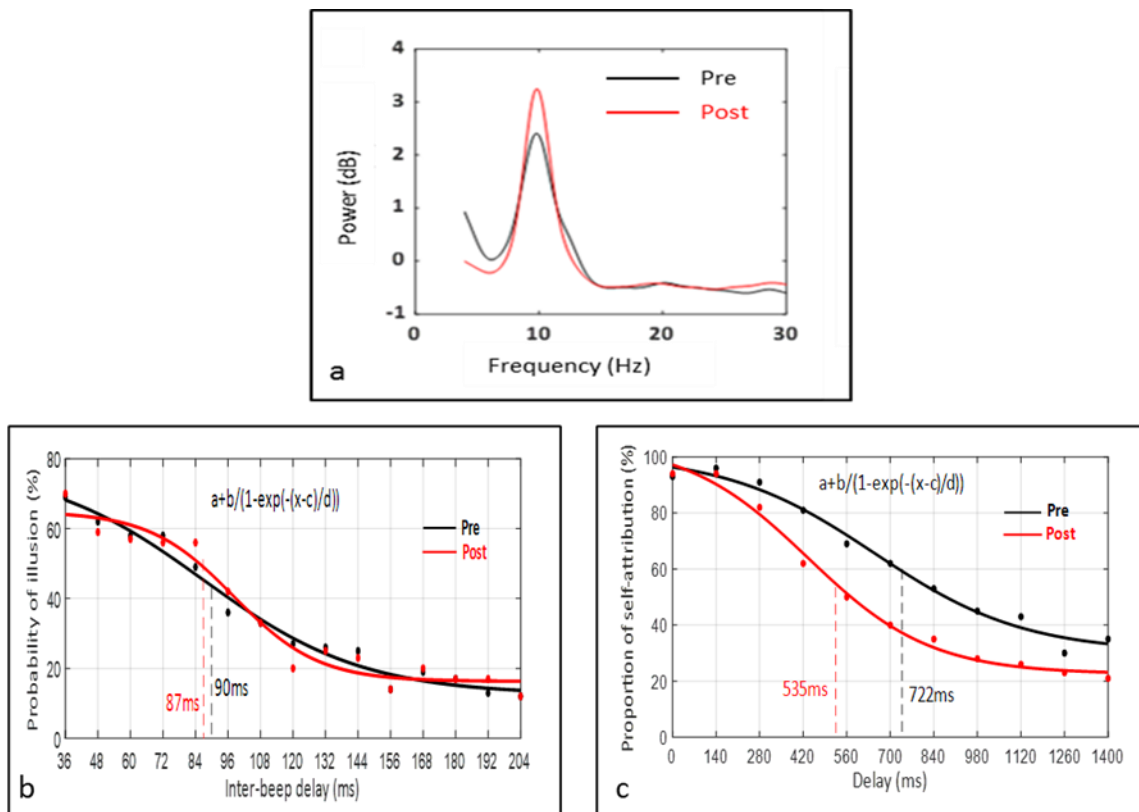 4
3
2
1
0
-1
Power (dB)
Pre
Post
0 10 20 30
Frequency (Hz)
a
80
60
40
20
0
Probability of illusion (%)
a+b/(1-exp(-(x-c)/d))
Pre
Post
87ms
90ms
36 48 60 72 84 96 108 120 132 144 156 168 180 192 204
Inter-beep delay (ms)
b
100
80
60
40
20
0
Proportion of self-attribution (%)
a+b/(1-exp(-(x-c)/d))
Pre
Post
535ms
722ms
0 140 280 420 560 700 840 980 1120 1260 1400
Delay (ms)
c